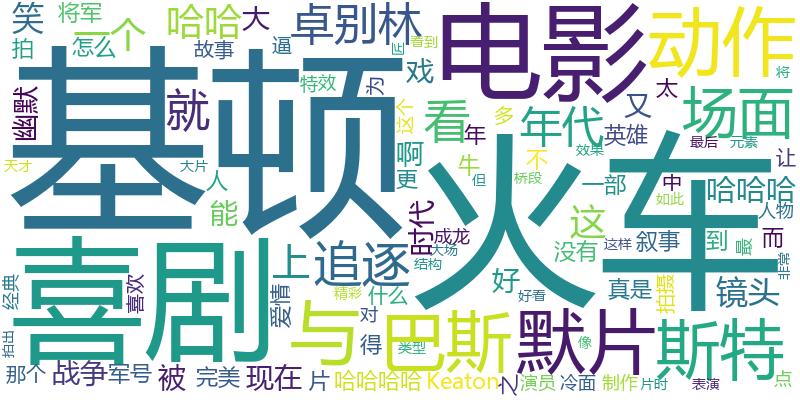 笑 将军 一个 哈哈 大 卓别林 电影 动作
拍 怎么 故事 逼 匠 看到 将
幽默 就 特效 为 戏 太 场面
基顿 火车
啊 看 这个 多 年代 又 英雄 最后 元素
天才 大片 人 能 更 年 牛 不 效果 让
但 桥段 一部 中 如此 哈哈哈 人物
时代 成龙 大场 结构 这 没有 这样 叙事 到 最 而 非常
喜剧 上 追逐 好 好看 真是 拍摄 镜头
经典 喜欢 爱情 精彩 什么
拍出 与 巴斯 默片 斯特
对 得 类型 像
那个 战争 军号 被 完美 现在 片 哈哈哈哈 Keaton 之 演员 冷面 制作 片时 表演 点